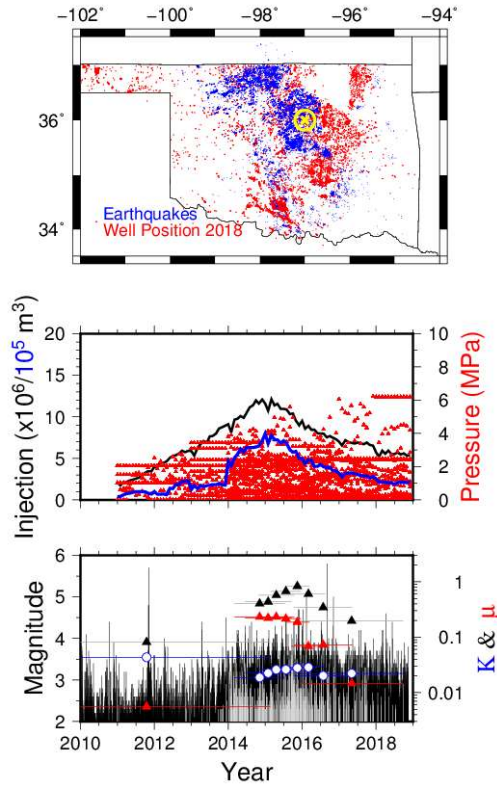 −102 −100 −98 −96 −94
36°
Earthquakes
Well Position 2018
34°
20 10
15 8
10 6
5 4
0 2
0
Injection (x10⁶/10⁵ m³)
Pressure (MPa)
6
5
4
3
2
Magnitude
1
0.1
0.01
K & μ
2010 2012 2014 2016 2018
Year